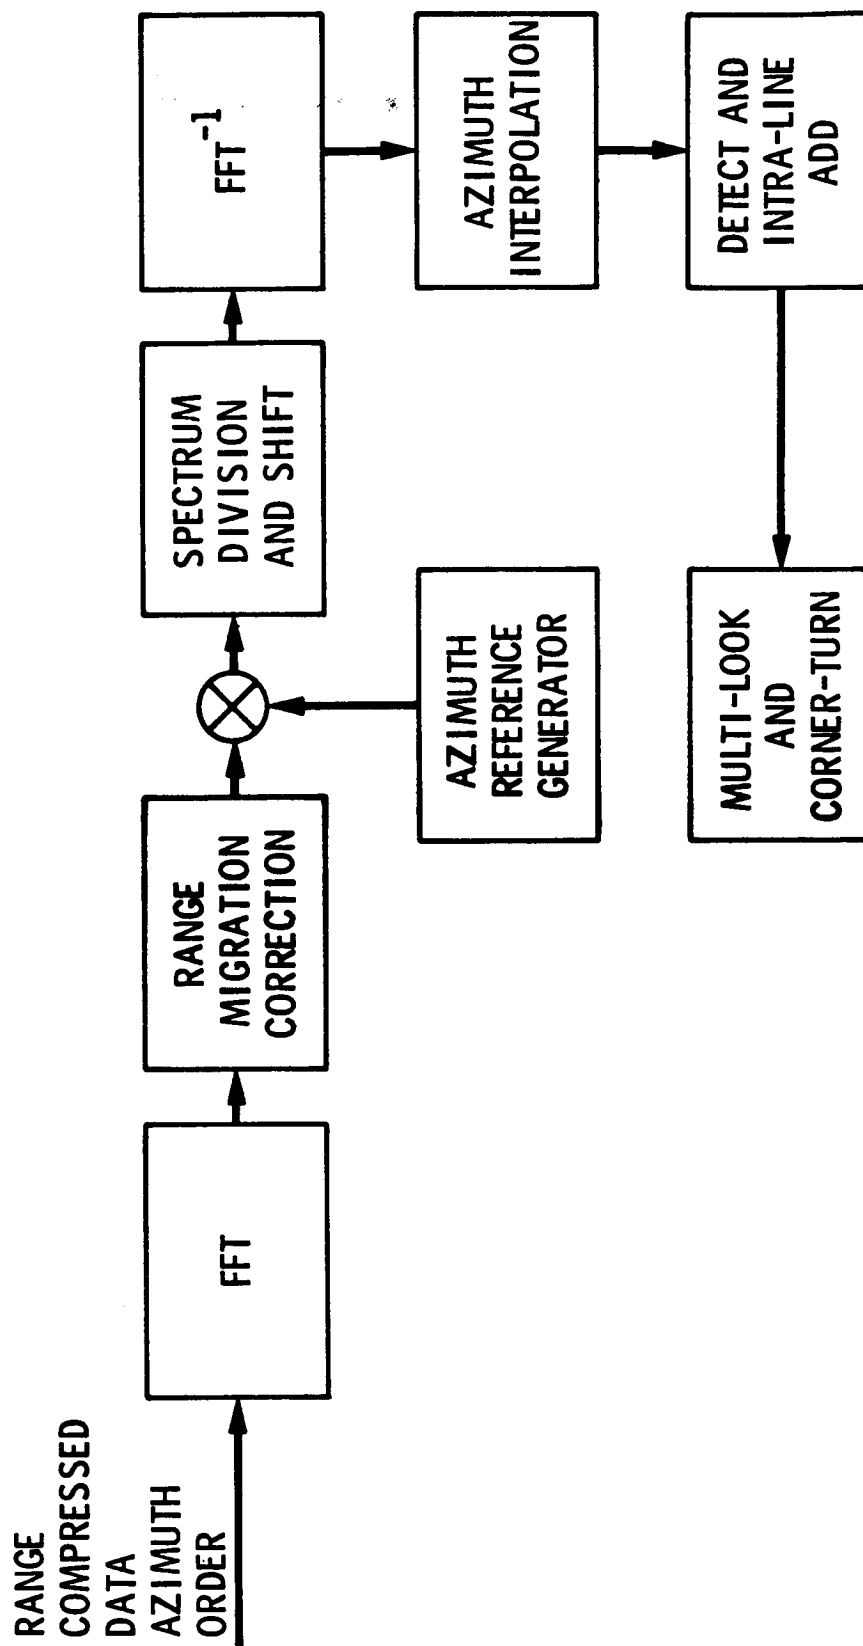 RANGE
COMPRESSED
DATA
AZIMUTH
ORDER
FFT
RANGE
MIGRATION
CORRECTION
SPECTRUM
DIVISION
AND SHIFT
FFT-1
AZIMUTH
REFERENCE
GENERATOR
AZIMUTH
INTERPOLATION
DETECT AND
INTRA-LINE
ADD
MULTI-LOOK
AND
CORNER-TURN